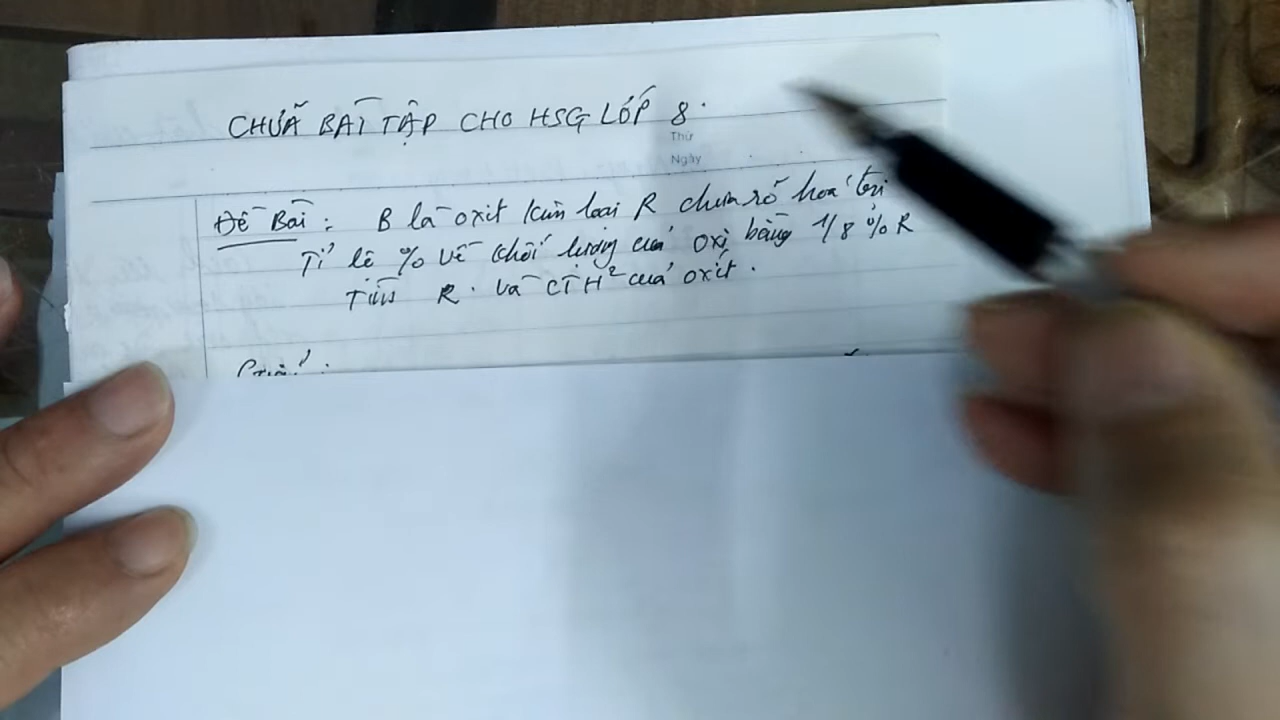 CHỮA BÀI TẬP CHO HSG LỚP 8.
Thứ
Ngày
Đề Bài: B là oxit kim loại R chưa rõ hoá trị
Tỉ lệ % về khối lượng của oxi bằng 1/8 % R
Tìm R. và CTH² của oxit.